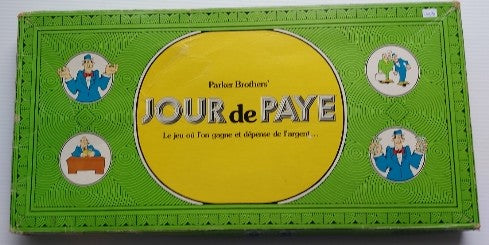 Parker Brothers'
JOUR de PAYE
Le jeu où l'on gagne et dépense de l'argent...